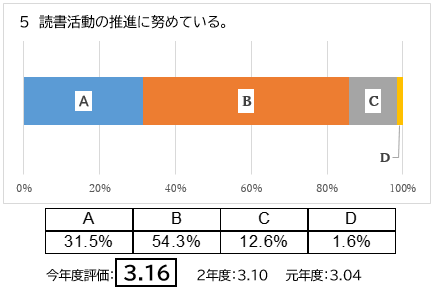 5 読書活動の推進に努めている。
A B C
D
0% 20% 40% 60% 80% 100%
A B C D
31.5% 54.3% 12.6% 1.6%
今年度評価: 3.16 2年度:3.10 元年度:3.04